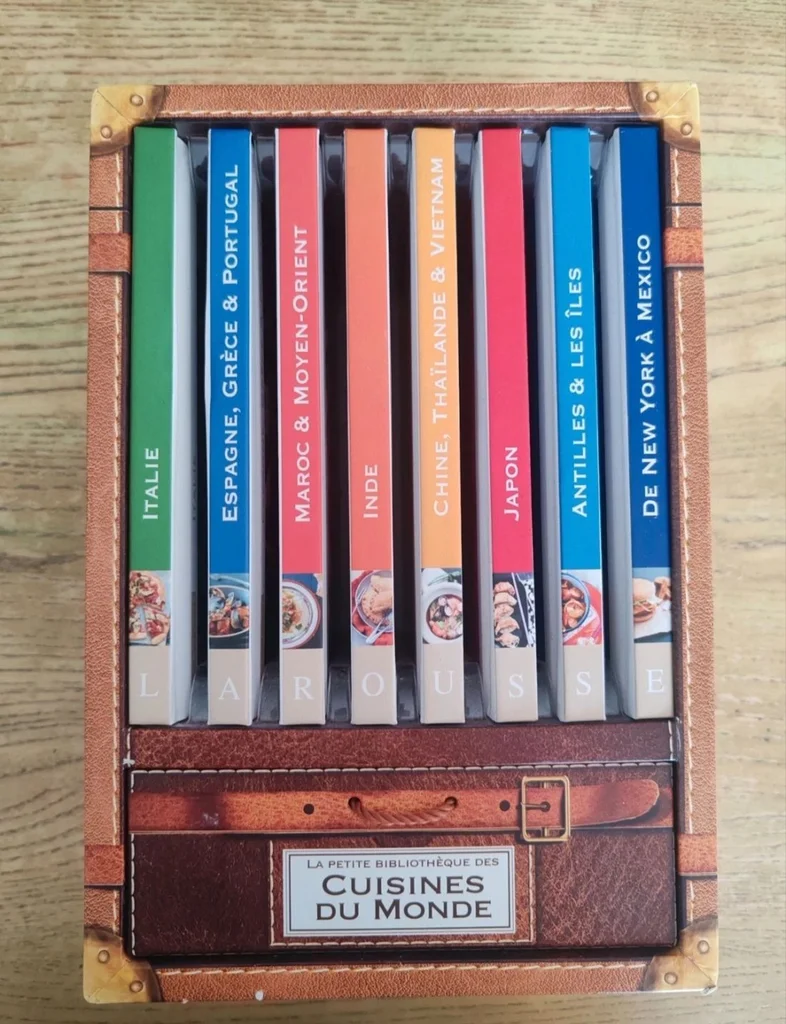 ITALIE
ESPAGNE, GRÈCE & PORTUGAL
MAROC & MOYEN-ORIENT
INDE
CHINE, THAÏLANDE & VIETNAM
JAPON
ANTILLES & LES ÎLES
DE NEW YORK À MEXICO
L A R O U S S E
LA PETITE BIBLIOTHÈQUE DES
CUISINES
DU MONDE